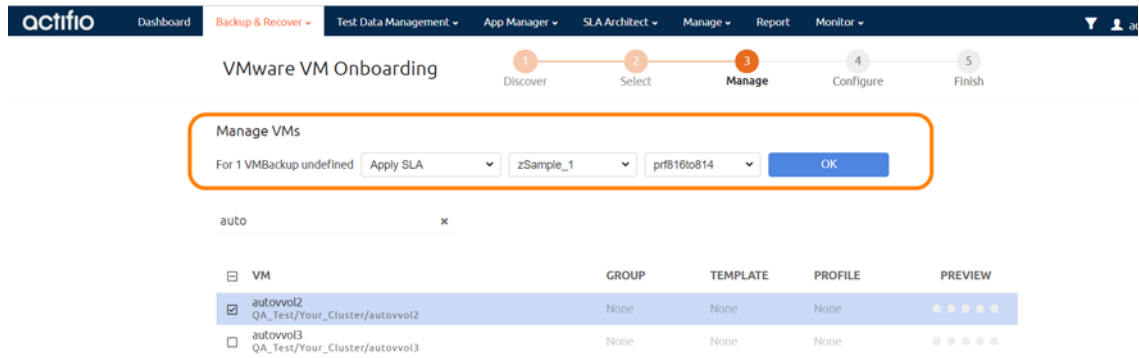 actifio Dashboard Backup & Recover Test Data Management App Manager SLA Architect Manage Report Monitor
VMware VM Onboarding
1 2 3 4 5
Discover Select Manage Configure Finish
Manage VMs
For 1 VMBackup undefined Apply SLA zSample_1 prf816to814 OK
auto ×
VM GROUP TEMPLATE PROFILE PREVIEW
autovvol2 None None None
QA_Test/Your_Cluster/autovvol2
autovvol3 None None None
QA_Test/Your_Cluster/autovvol3